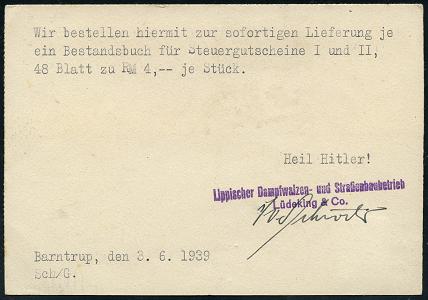 Wir bestellen hiermit zur sofortigen Lieferung je
ein Bestandsbuch für Steuergutscheine I und II,
48 Blatt zu RM 4,-- je Stück.
Heil Hitler!
Lippischer Dampfwalzen- und Straßenbaubetrieb
Lüdeking & Co.
Barntrup, den 3. 6. 1939
Sch/G.